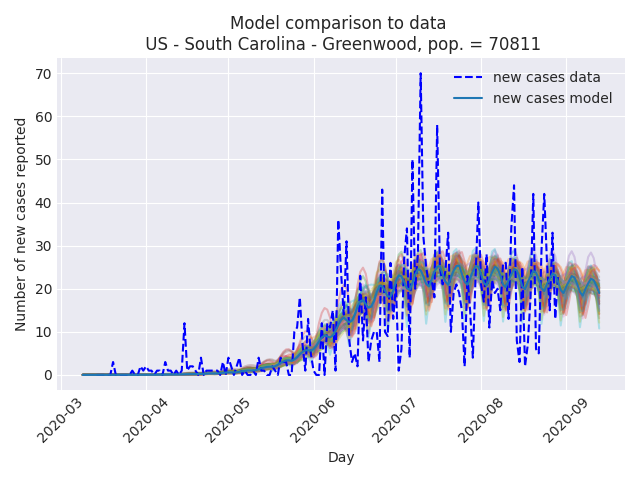 Model comparison to data
US - South Carolina - Greenwood, pop. = 70811
new cases data
new cases model
Number of new cases reported
70
60
50
40
30
20
10
0
2020-03
2020-04
2020-05
2020-06
2020-07
2020-08
2020-09
Day